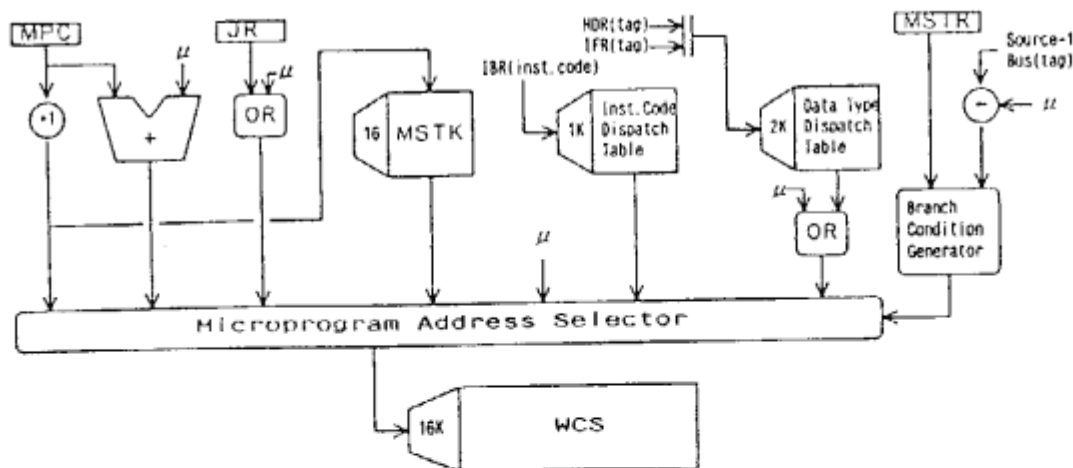 MPC
JR
HDR(tag)
IFR(tag)
MSTR
μ
μ
Source-1
Bus(tag)
IBR(inst.code)
+1
+
OR
16
MSTK
1K
Inst.Code
Dispatch
Table
2K
Data Type
Dispatch
Table
−
μ
μ
OR
μ
Branch
Condition
Generator
Microprogram Address Selector
16K
WCS